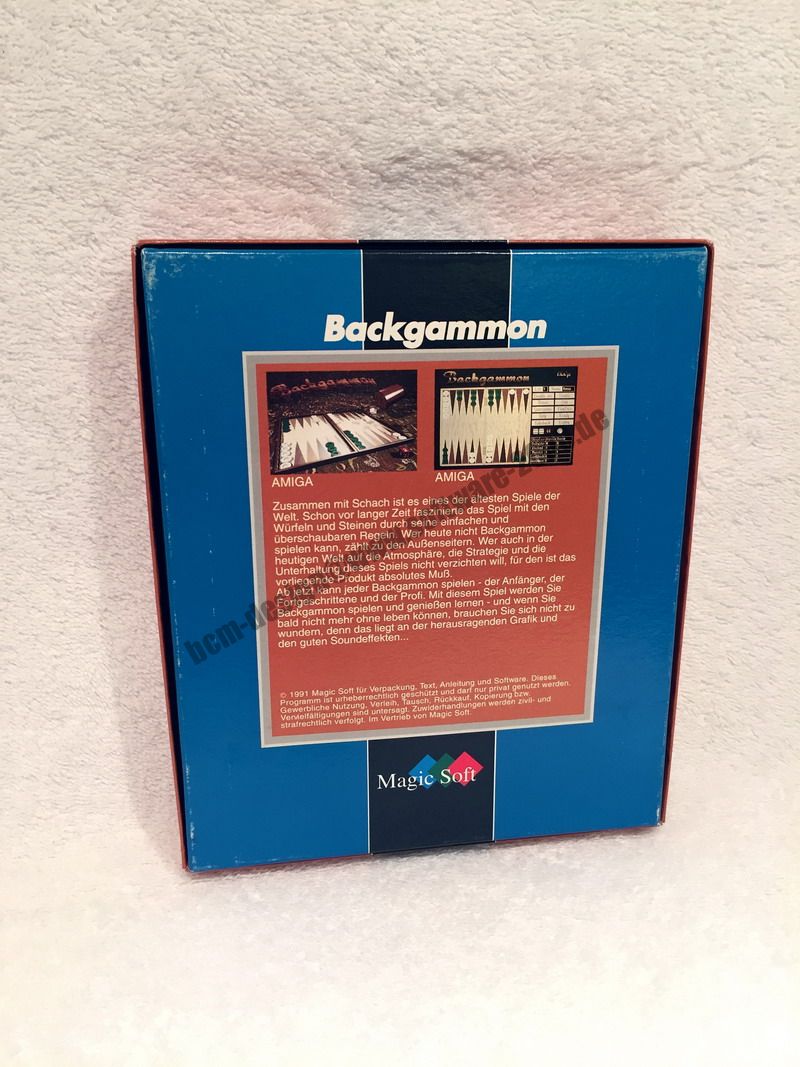 Backgammon
Backgammon
Backgammon
AMIGA
AMIGA
Zusammen mit Schach ist es eines der ältesten Spiele der
Welt. Schon vor langer Zeit faszinierte das Spiel mit den
Würfeln und Steinen durch seine einfachen und
überschaubaren Regeln. Wer heute nicht Backgammon
spielen kann, zählt zu den Außenseitern. Wer auch in der
heutigen Welt auf die Atmosphäre, die Strategie und die
Unterhaltung dieses Spiels nicht verzichten will, für den ist das
vorliegende Produkt absolutes Muß.
Ab jetzt kann jeder Backgammon spielen - der Anfänger, der
Fortgeschrittene und der Profi. Mit diesem Spiel werden Sie
Backgammon spielen und genießen lernen - und wenn Sie
bald nicht mehr ohne leben können, brauchen Sie sich nicht zu
wundern, denn das liegt an der herausragenden Grafik und
den guten Soundeffekten...
© 1991 Magic Soft für Verpackung, Text, Anleitung und Software. Dieses
Programm ist urheberrechtlich geschützt und darf nur privat genutzt werden.
Gewerbliche Nutzung, Verleih, Tausch, Rückkauf, Kopierung bzw.
Vervielfältigungen sind untersagt. Zuwiderhandlungen werden zivil- und
strafrechtlich verfolgt. Im Vertrieb von Magic Soft.
Magic Soft